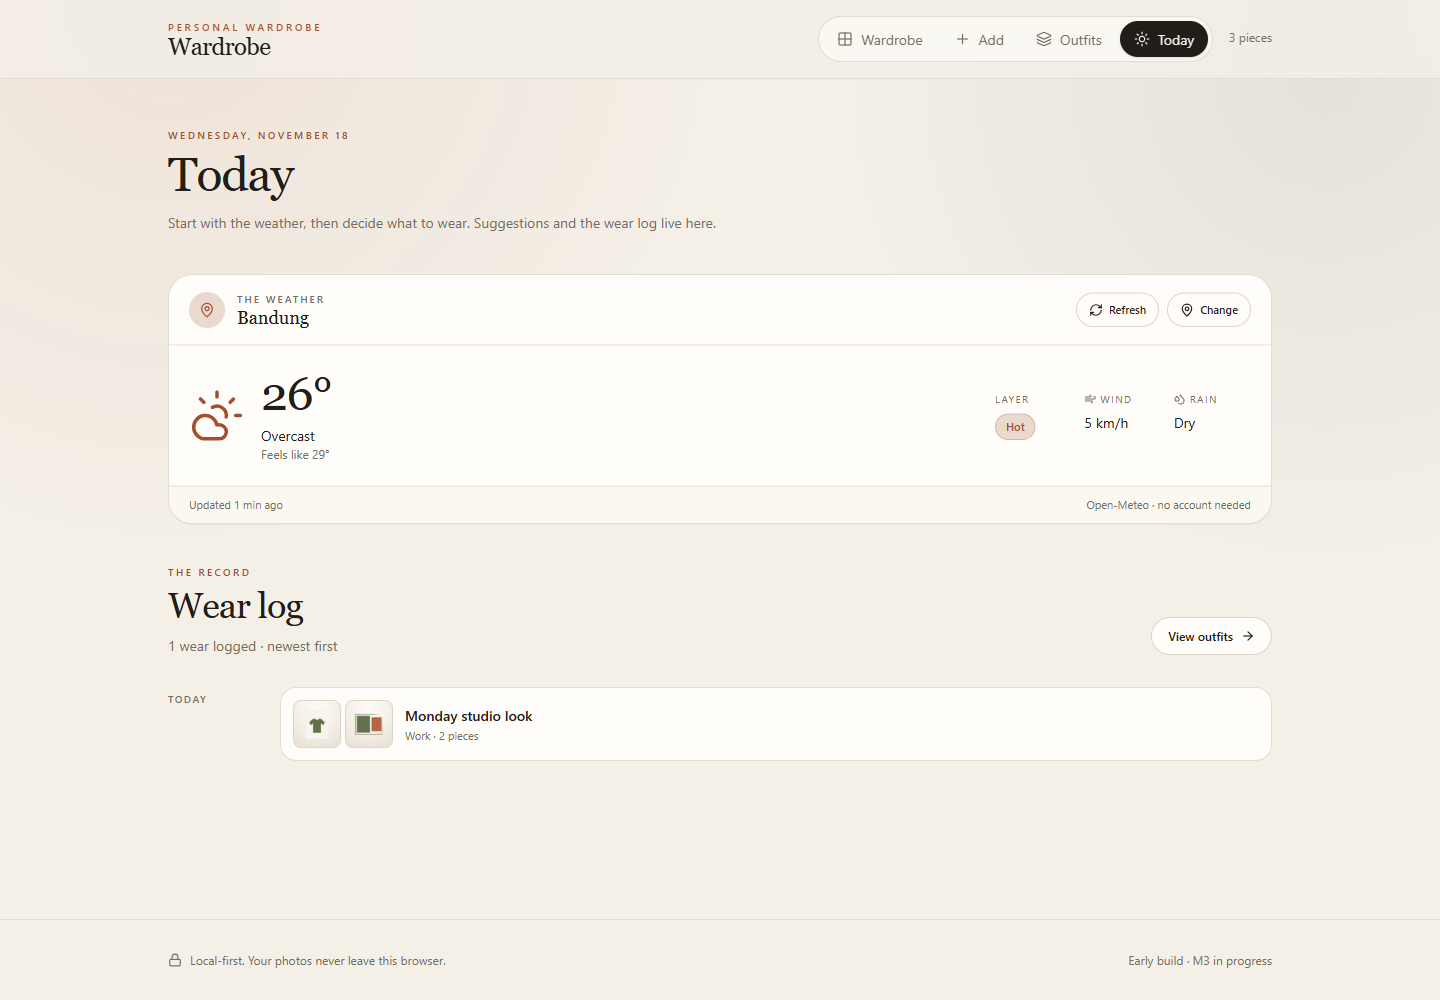 PERSONAL WARDROBE
Wardrobe
Wardrobe
Add
Outfits
Today
3 pieces
WEDNESDAY, NOVEMBER 18
Today
Start with the weather, then decide what to wear. Suggestions and the wear log live here.
THE WEATHER
Bandung
Refresh
Change
26°
Overcast
Feels like 29°
LAYER
Hot
WIND
5 km/h
RAIN
Dry
Updated 1 min ago
Open-Meteo · no account needed
THE RECORD
Wear log
1 wear logged · newest first
View outfits
TODAY
Monday studio look
Work · 2 pieces
Local-first. Your photos never leave this browser.
Early build · M3 in progress